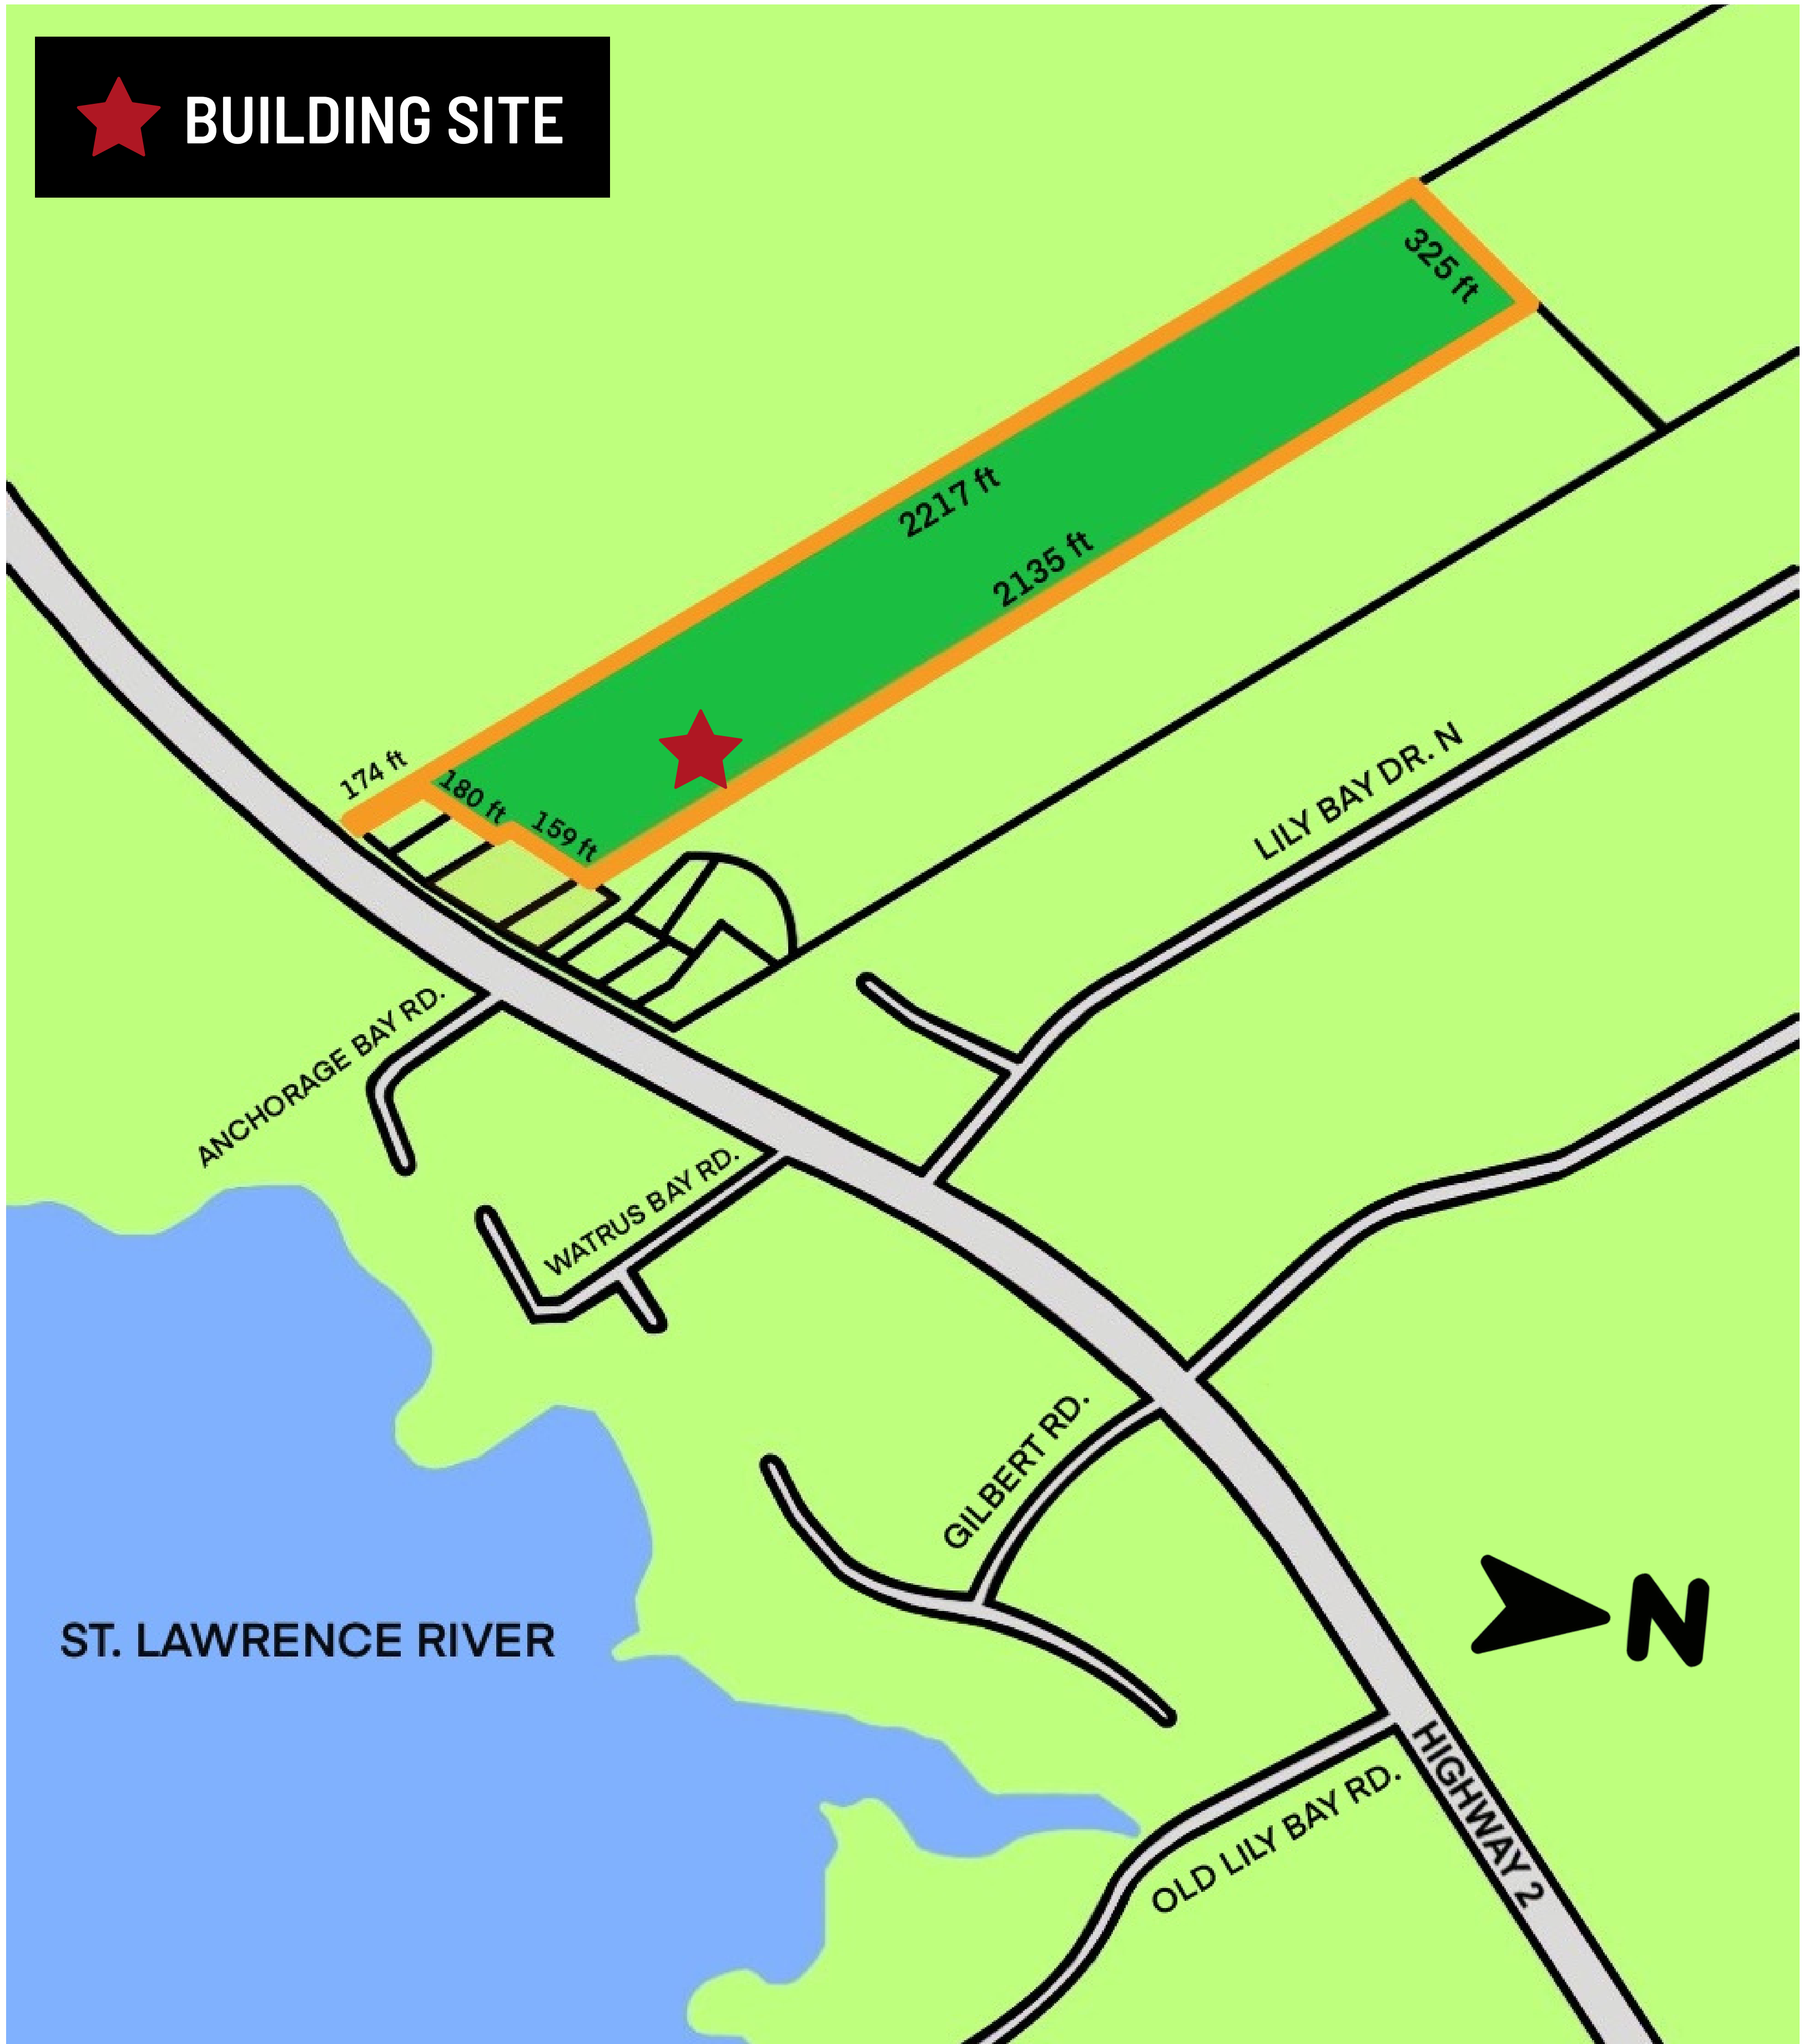 BUILDING SITE
325 ft
2217 ft
2135 ft
174 ft
180 ft
159 ft
LILY BAY DR. N
ANCHORAGE BAY RD.
WATRUS BAY RD.
GILBERT RD.
N
ST. LAWRENCE RIVER
HIGHWAY 2
OLD LILY BAY RD.